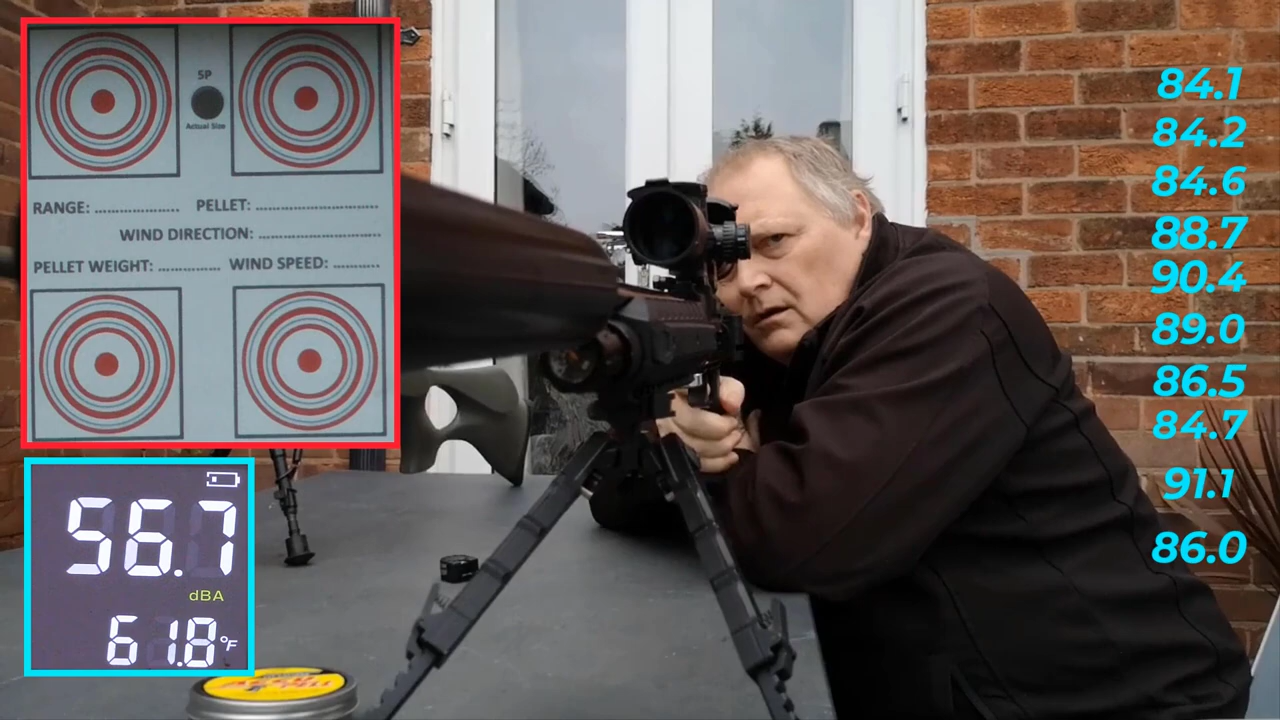 SP
Actual Size
RANGE: .................... PELLET: .............................
WIND DIRECTION: .............................
PELLET WEIGHT: .............. WIND SPEED: ..........
56.7
dBA
61.8 °F
84.1
84.2
84.6
88.7
90.4
89.0
86.5
84.7
91.1
86.0